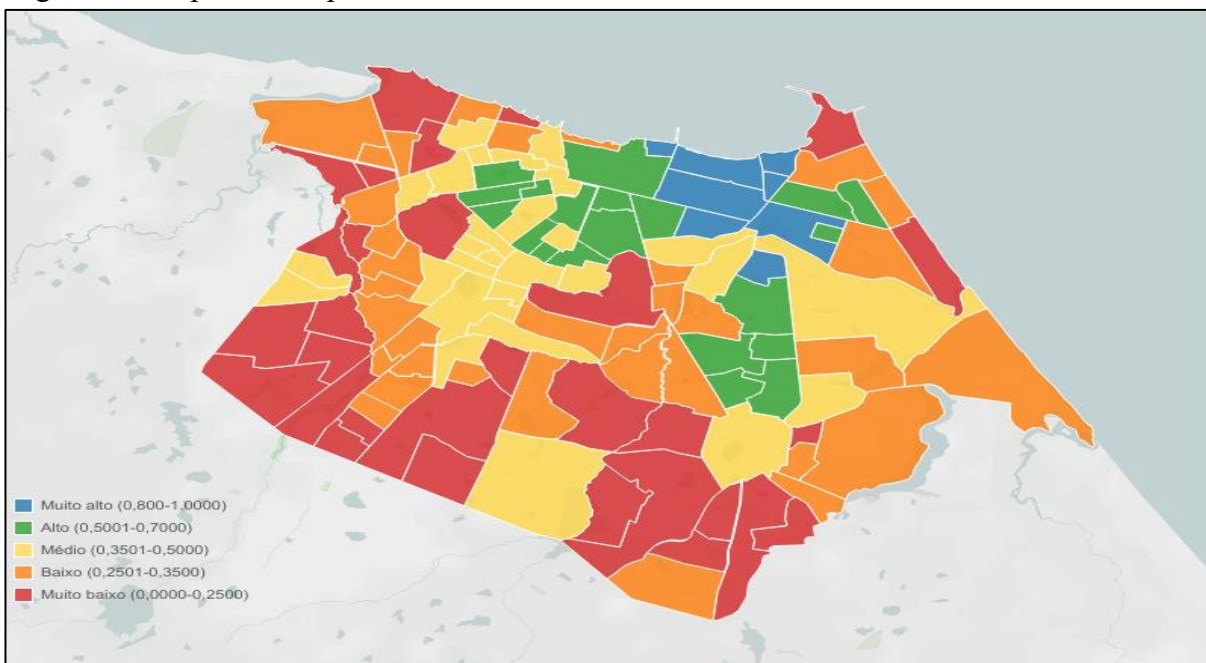 Muito alto (0,800-1,0000)
Alto (0,5001-0,7000)
Médio (0,3501-0,5000)
Baixo (0,2501-0,3500)
Muito baixo (0,0000-0,2500)